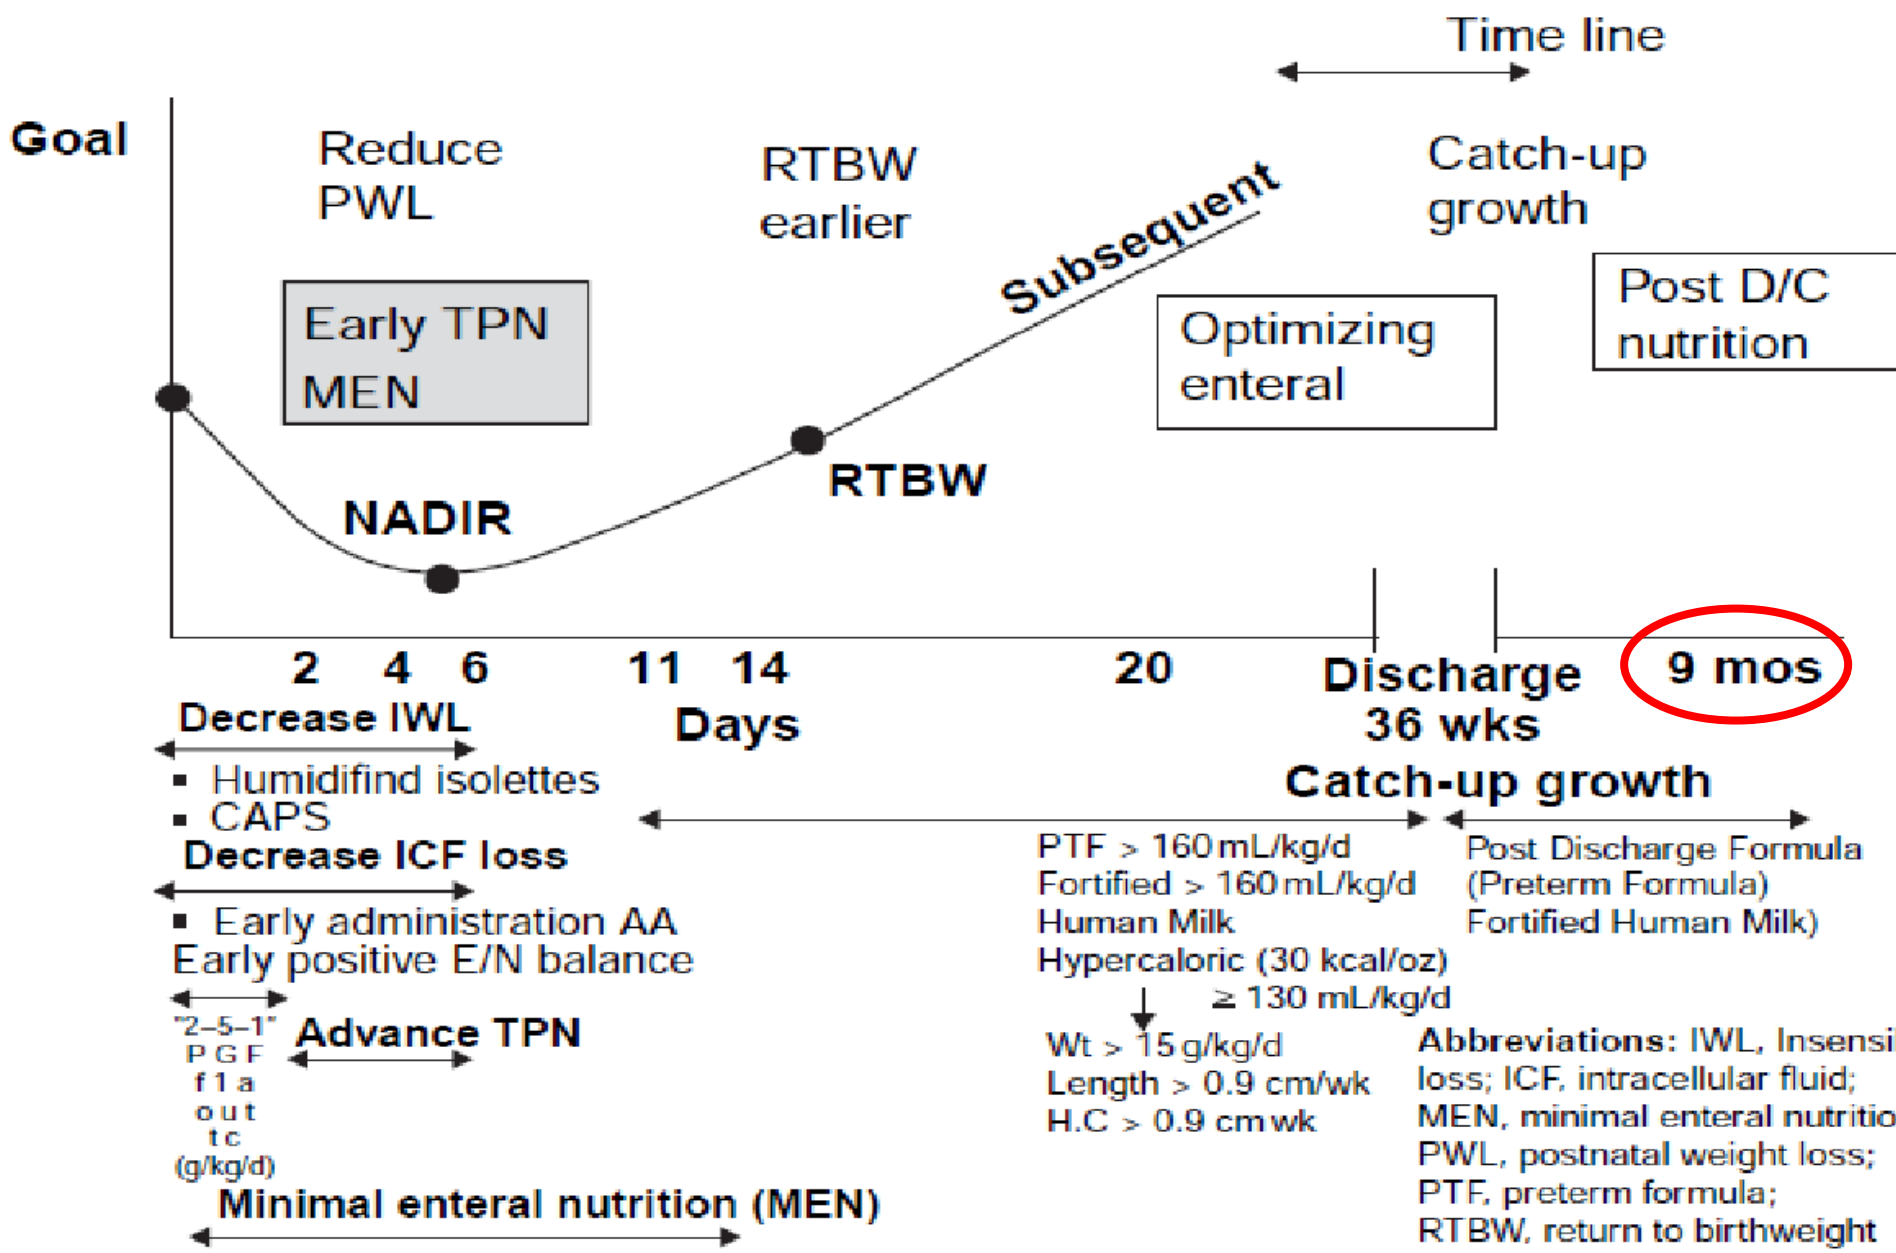 Time line
Goal
Reduce
PWL
RTBW
earlier
Catch-up
growth
Subsequent
Early TPN
MEN
Optimizing
enteral
Post D/C
nutrition
NADIR
RTBW
2 4 6 11 14 20 Discharge 9 mos
Days
36 wks
Decrease IWL
▪ Humidifind isolettes
▪ CAPS
Decrease ICF loss
▪ Early administration AA
Early positive E/N balance
"2–5–1"
P G F
f 1 a
o u t
t c
(g/kg/d)
Advance TPN
Minimal enteral nutrition (MEN)
Catch-up growth
PTF > 160 mL/kg/d
Fortified > 160 mL/kg/d
Human Milk
Hypercaloric (30 kcal/oz)
≥ 130 mL/kg/d
Wt > 15 g/kg/d
Length > 0.9 cm/wk
H.C > 0.9 cm wk
Post Discharge Formula
(Preterm Formula)
Fortified Human Milk)
Abbreviations: IWL, Insensi
loss; ICF, intracellular fluid;
MEN, minimal enteral nutritio
PWL, postnatal weight loss;
PTF, preterm formula;
RTBW, return to birthweight